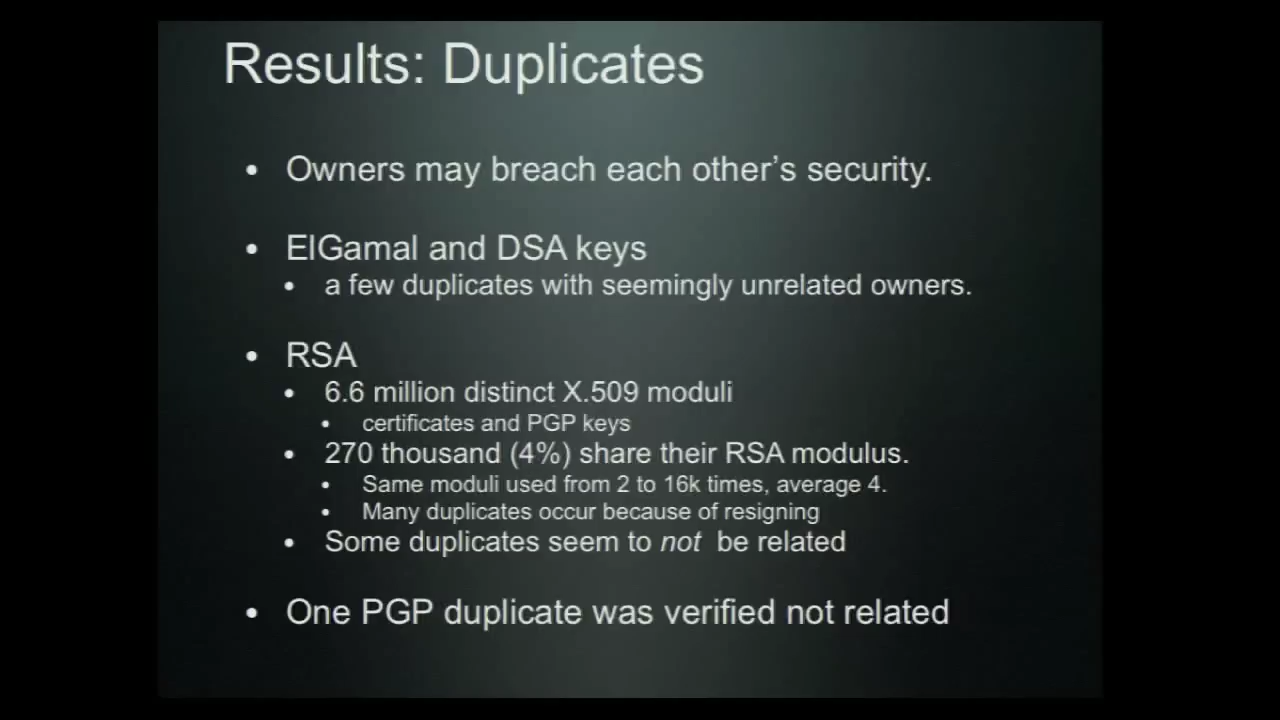 Results: Duplicates
• Owners may breach each other's security.
• ElGamal and DSA keys
• a few duplicates with seemingly unrelated owners.
• RSA
• 6.6 million distinct X.509 moduli
• certificates and PGP keys
• 270 thousand (4%) share their RSA modulus.
• Same moduli used from 2 to 16k times, average 4.
• Many duplicates occur because of resigning
• Some duplicates seem to not be related
• One PGP duplicate was verified not related